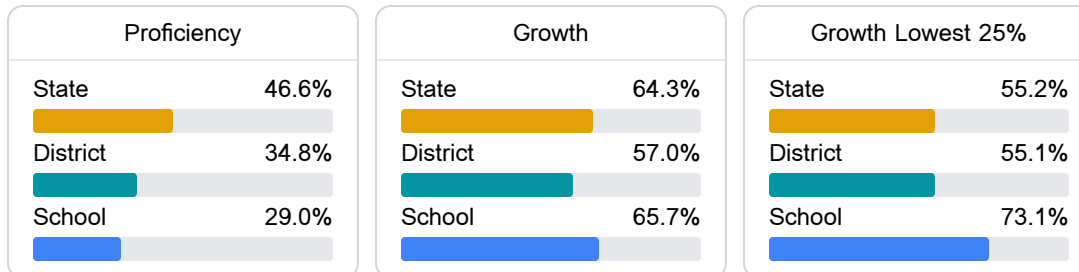 Proficiency
State 46.6%
District 34.8%
School 29.0%
Growth
State 64.3%
District 57.0%
School 65.7%
Growth Lowest 25%
State 55.2%
District 55.1%
School 73.1%